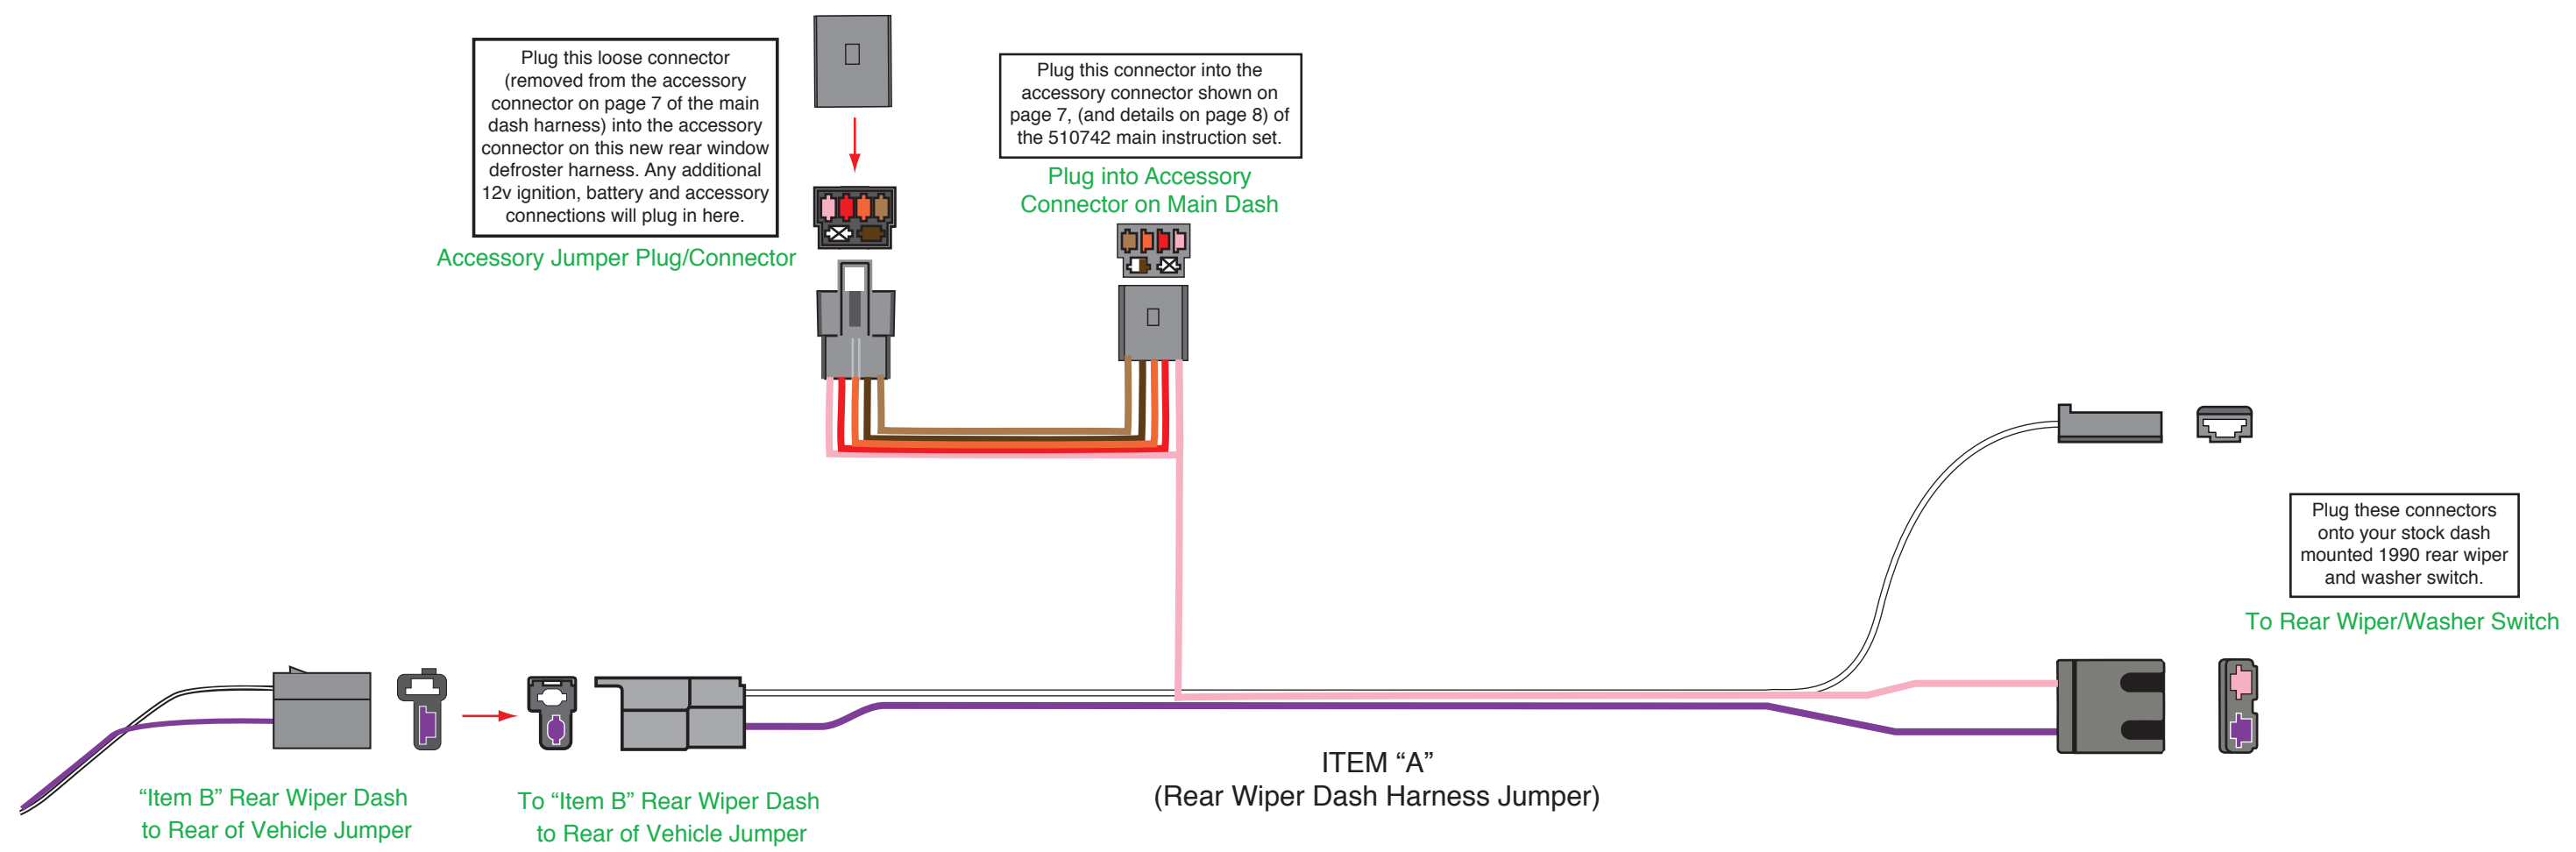 Plug this loose connector
(removed from the accessory
connector on page 7 of the main
dash harness) into the accessory
connector on this new rear window
defroster harness. Any additional
12v ignition, battery and accessory
connections will plug in here.
Accessory Jumper Plug/Connector
Plug this connector into the
accessory connector shown on
page 7, (and details on page 8) of
the 510742 main instruction set.
Plug into Accessory
Connector on Main Dash
Plug these connectors
onto your stock dash
mounted 1990 rear wiper
and washer switch.
To Rear Wiper/Washer Switch
“Item B” Rear Wiper Dash
to Rear of Vehicle Jumper
To “Item B” Rear Wiper Dash
to Rear of Vehicle Jumper
ITEM “A”
(Rear Wiper Dash Harness Jumper)